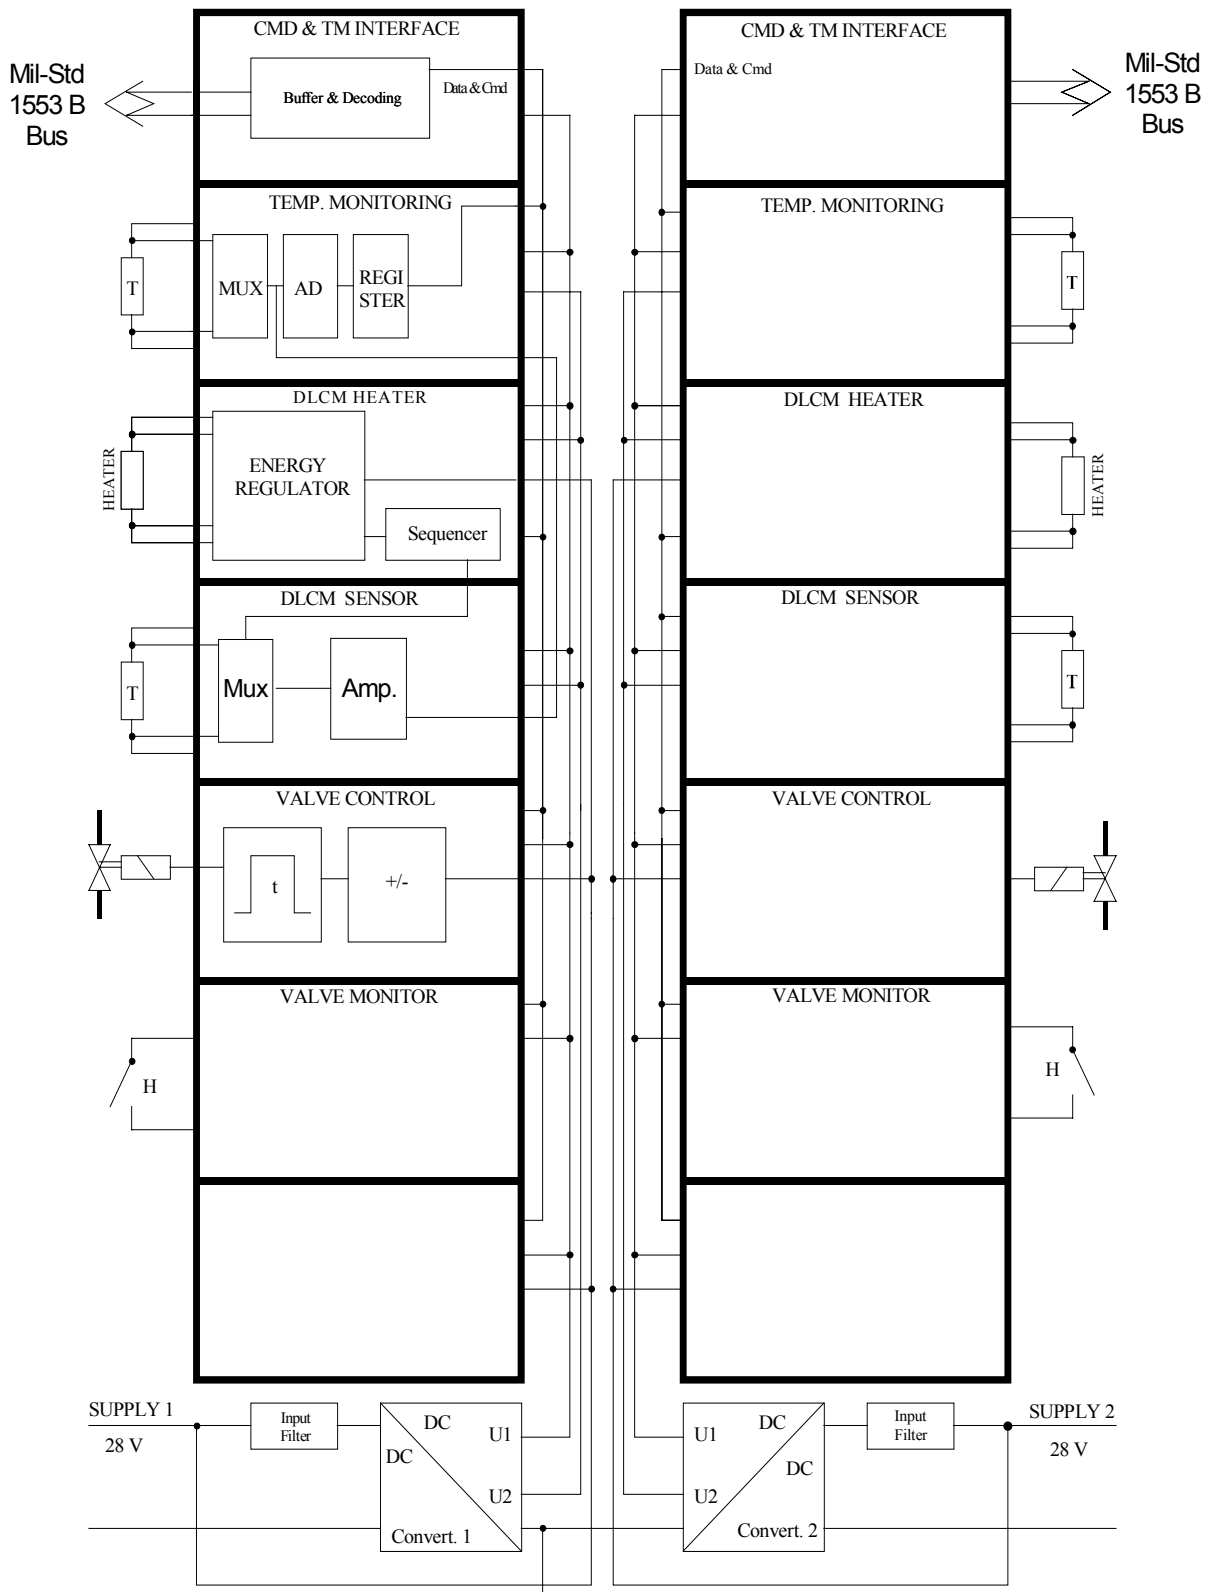 CMD & TM INTERFACE
Mil-Std
1553 B
Bus
Buffer & Decoding
Data & Cmd
TEMP. MONITORING
T
MUX
AD
REGI
STER
DLCM HEATER
HEATER
ENERGY
REGULATOR
Sequencer
DLCM SENSOR
T
Mux
Amp.
VALVE CONTROL
t
+/-
VALVE MONITOR
H
SUPPLY 1
28 V
Input
Filter
DC
DC
U1
U2
Convert. 1
CMD & TM INTERFACE
Data & Cmd
Mil-Std
1553 B
Bus
TEMP. MONITORING
T
DLCM HEATER
HEATER
DLCM SENSOR
T
VALVE CONTROL
VALVE MONITOR
H
U1
U2
DC
DC
Convert. 2
Input
Filter
SUPPLY 2
28 V